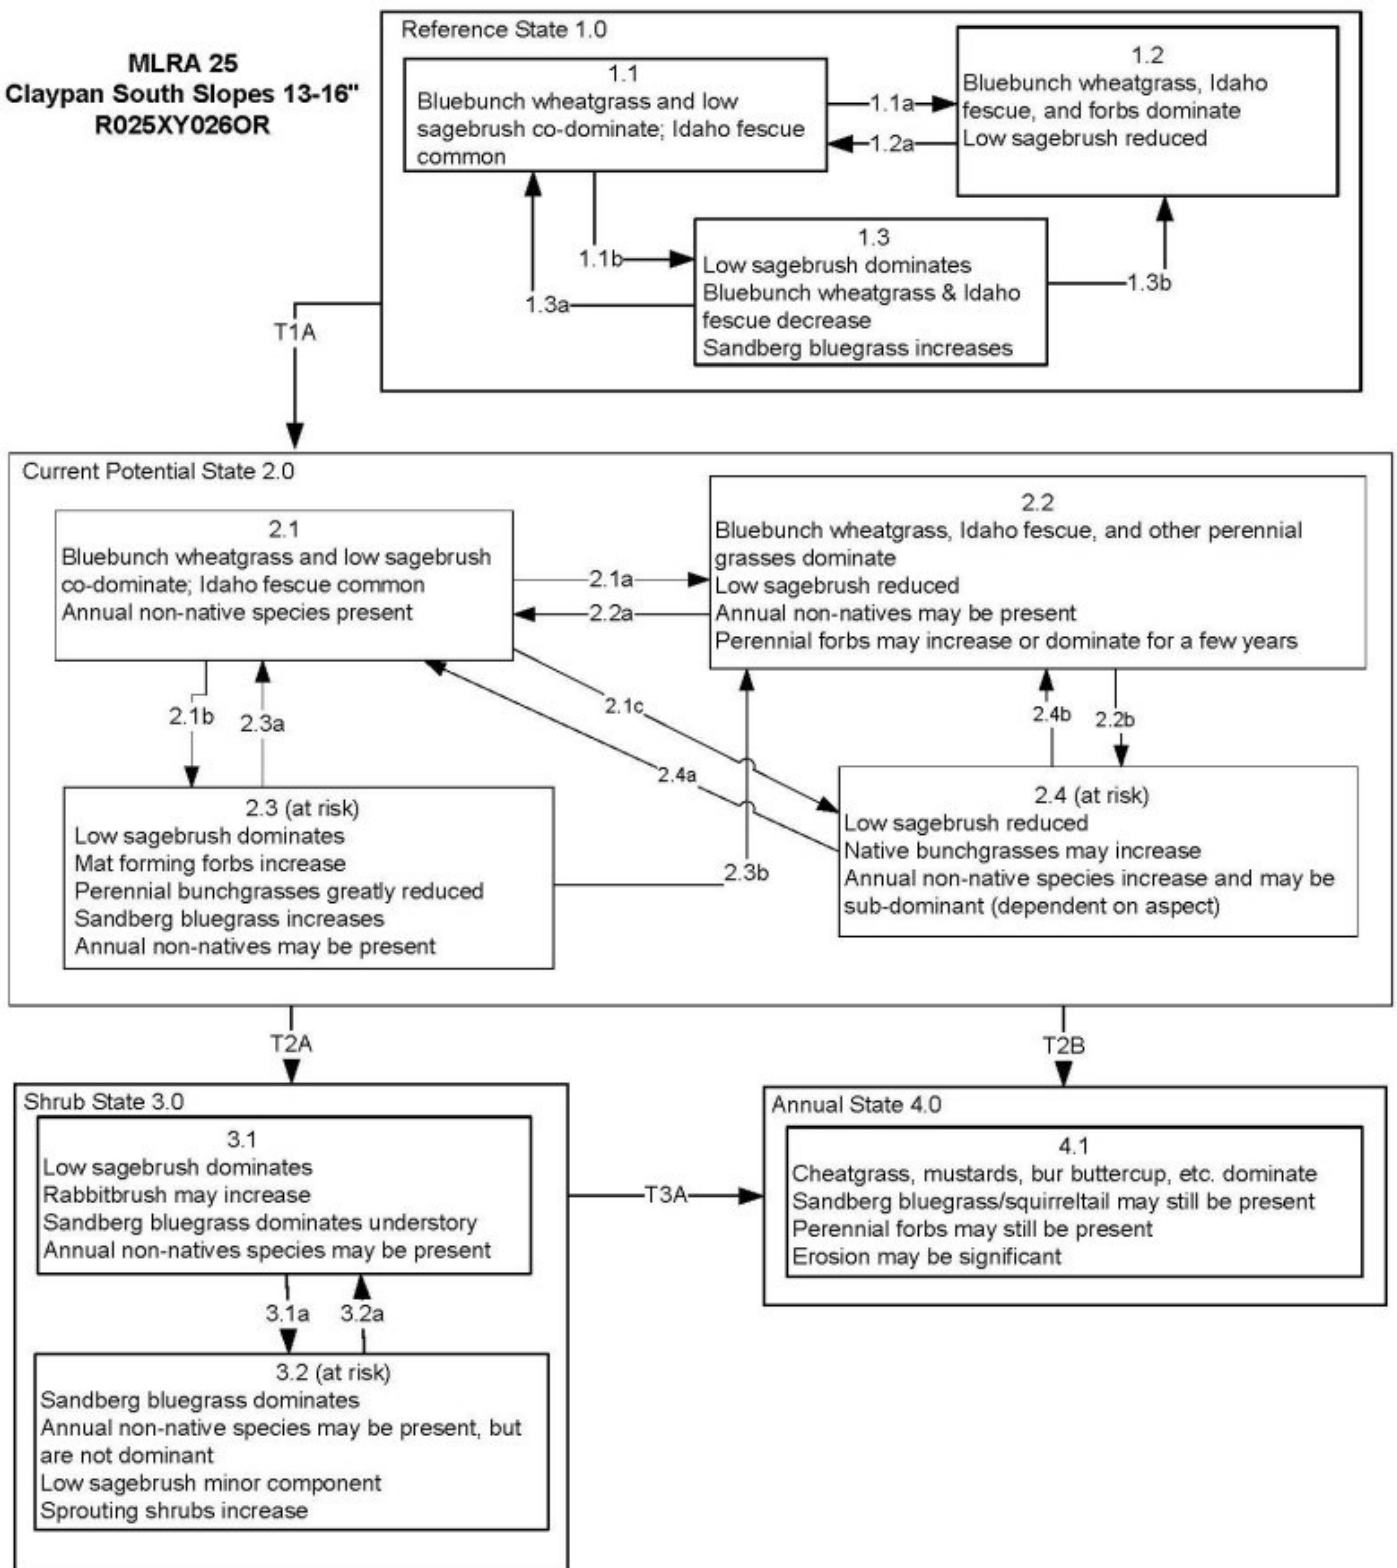 MLRA 25
Claypan South Slopes 13-16"
R025XY026OR
Reference State 1.0
1.1
Bluebunch wheatgrass and low
sagebrush co-dominate; Idaho fescue
common
1.1a
1.2a
1.2
Bluebunch wheatgrass, Idaho
fescue, and forbs dominate
Low sagebrush reduced
1.1b
1.3a
1.3
Low sagebrush dominates
Bluebunch wheatgrass & Idaho
fescue decrease
Sandberg bluegrass increases
1.3b
T1A
Current Potential State 2.0
2.1
Bluebunch wheatgrass and low sagebrush
co-dominate; Idaho fescue common
Annual non-native species present
2.1a
2.2a
2.2
Bluebunch wheatgrass, Idaho fescue, and other perennial
grasses dominate
Low sagebrush reduced
Annual non-natives may be present
Perennial forbs may increase or dominate for a few years
2.1b
2.3a
2.1c
2.4a
2.4b
2.2b
2.3 (at risk)
Low sagebrush dominates
Mat forming forbs increase
Perennial bunchgrasses greatly reduced
Sandberg bluegrass increases
Annual non-natives may be present
2.3b
2.4 (at risk)
Low sagebrush reduced
Native bunchgrasses may increase
Annual non-native species increase and may be
sub-dominant (dependent on aspect)
T2A
T2B
Shrub State 3.0
3.1
Low sagebrush dominates
Rabbitbrush may increase
Sandberg bluegrass dominates understory
Annual non-natives species may be present
3.1a
3.2a
3.2 (at risk)
Sandberg bluegrass dominates
Annual non-native species may be present, but
are not dominant
Low sagebrush minor component
Sprouting shrubs increase
T3A
Annual State 4.0
4.1
Cheatgrass, mustards, bur buttercup, etc. dominate
Sandberg bluegrass/squirreltail may still be present
Perennial forbs may still be present
Erosion may be significant